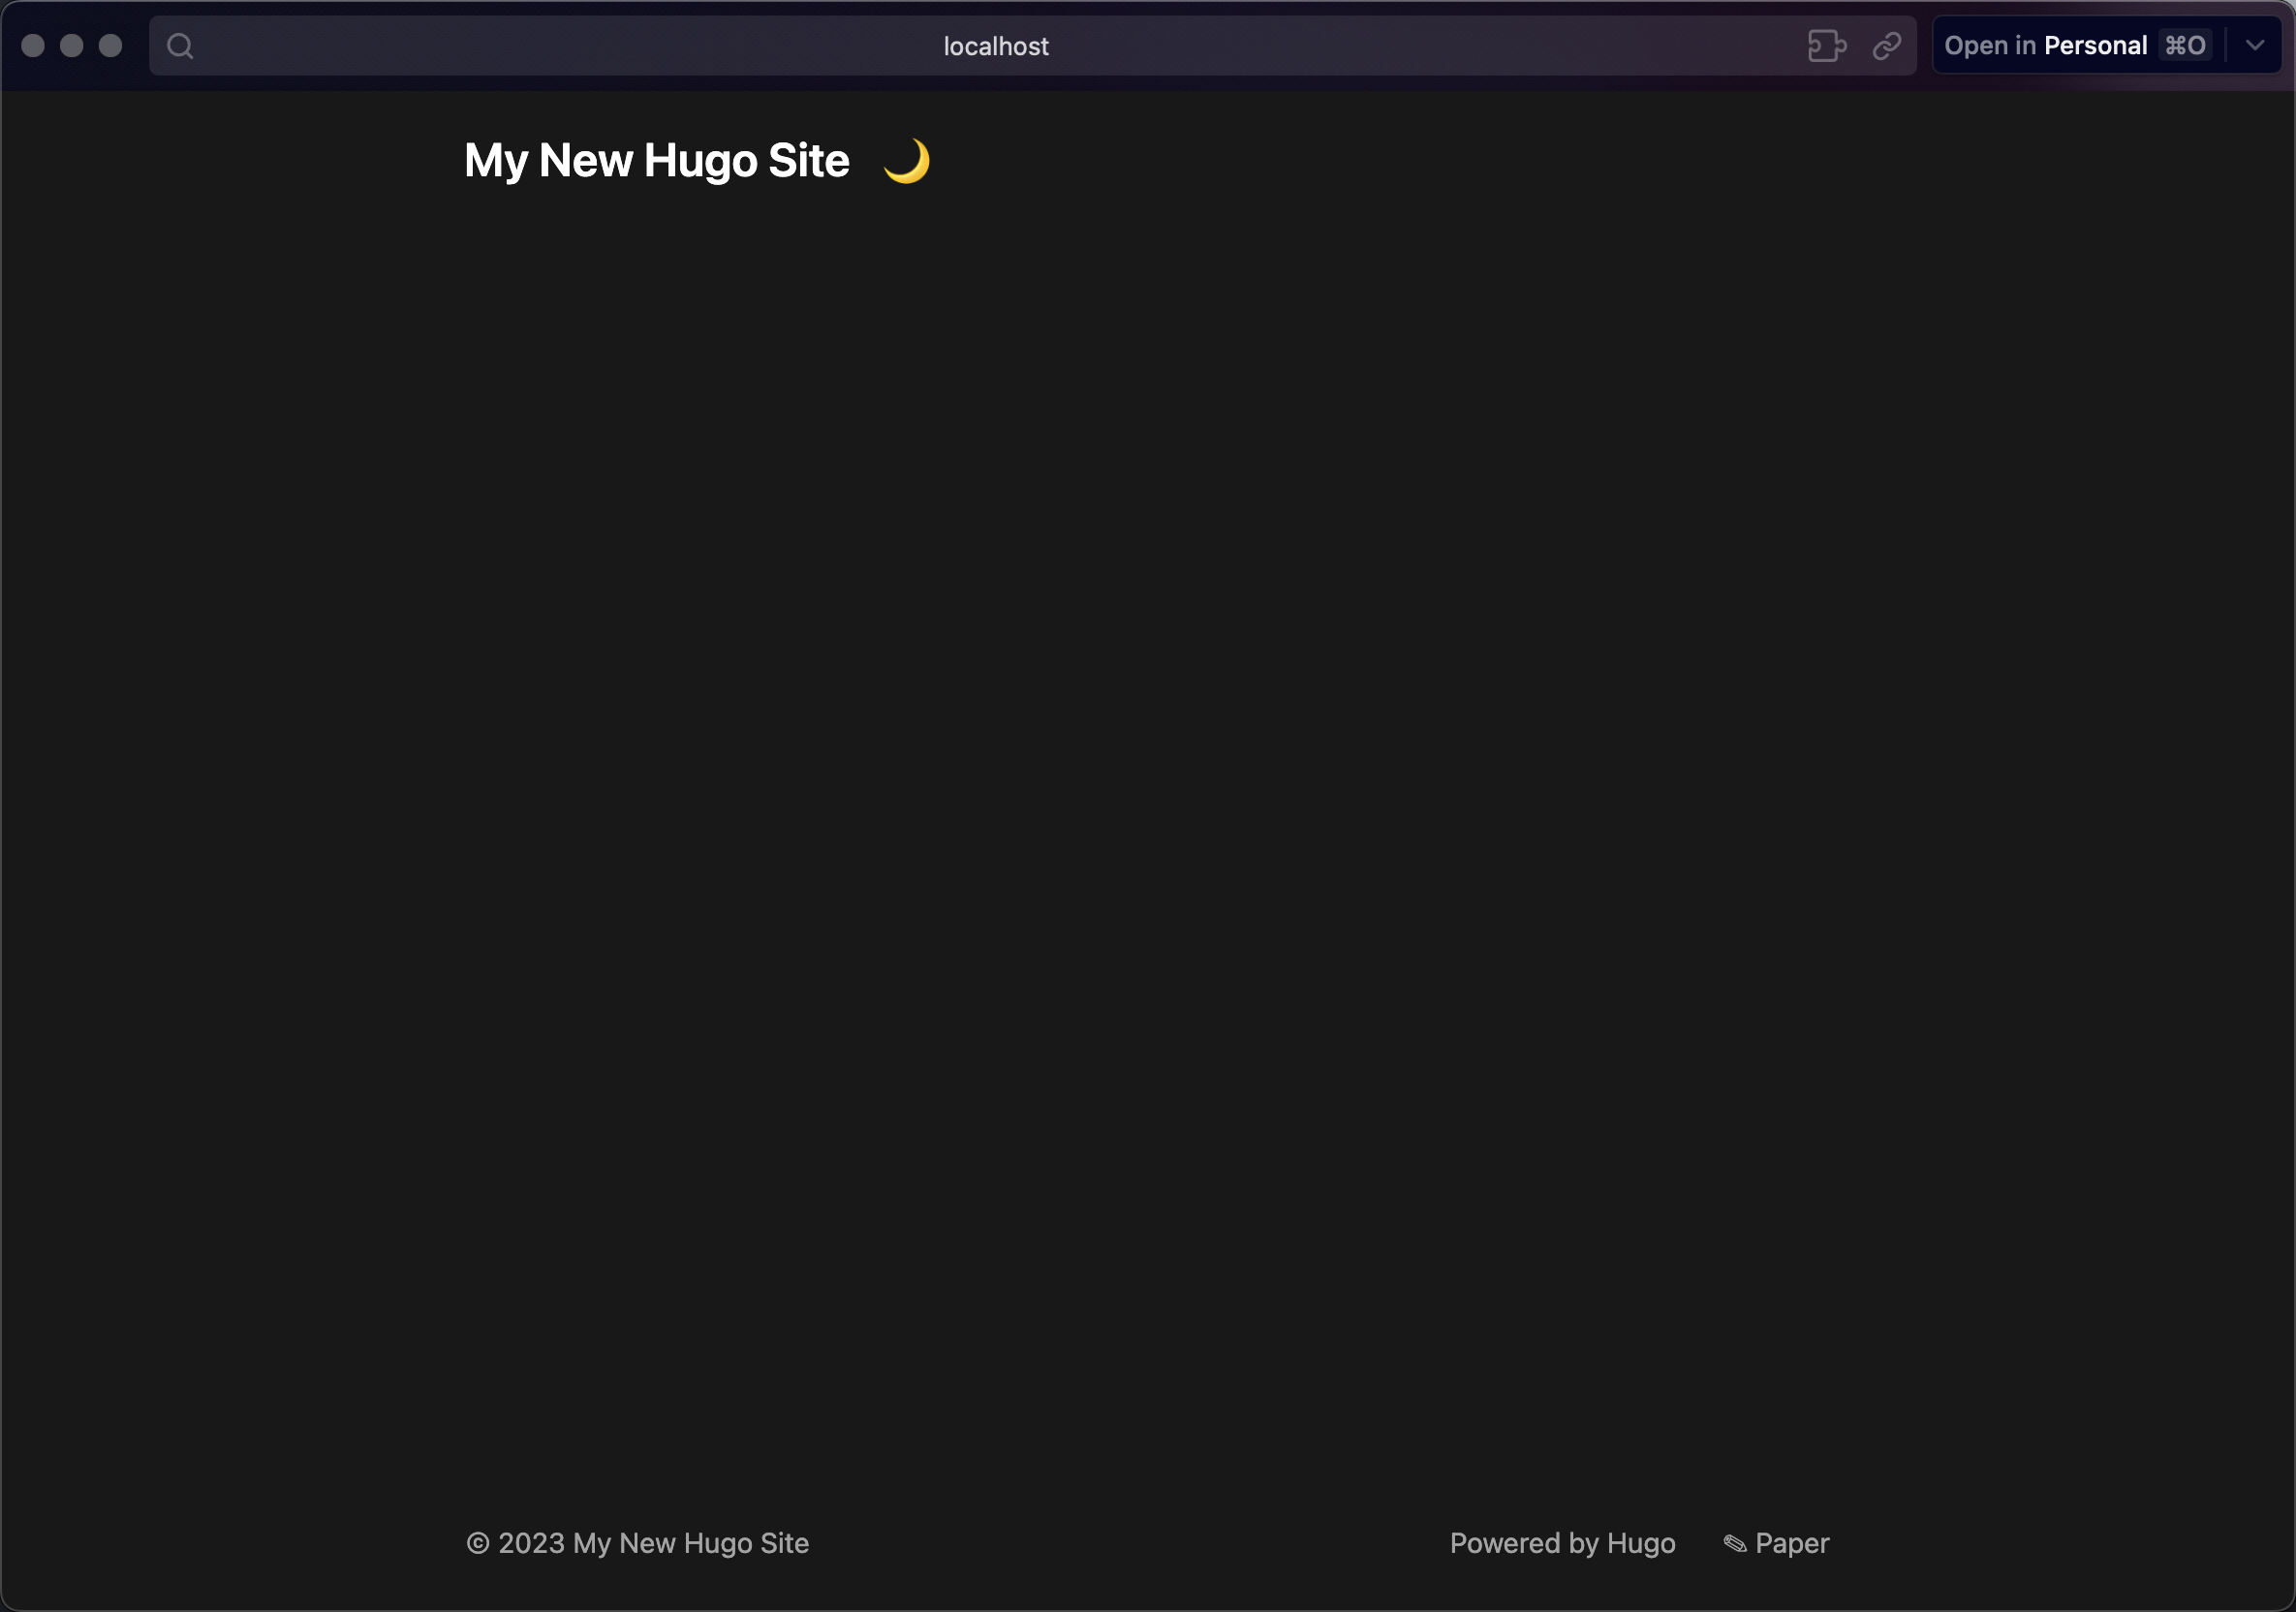 localhost
Open in Personal ⌘O
My New Hugo Site 🌙
© 2023 My New Hugo Site
Powered by Hugo ✎ Paper